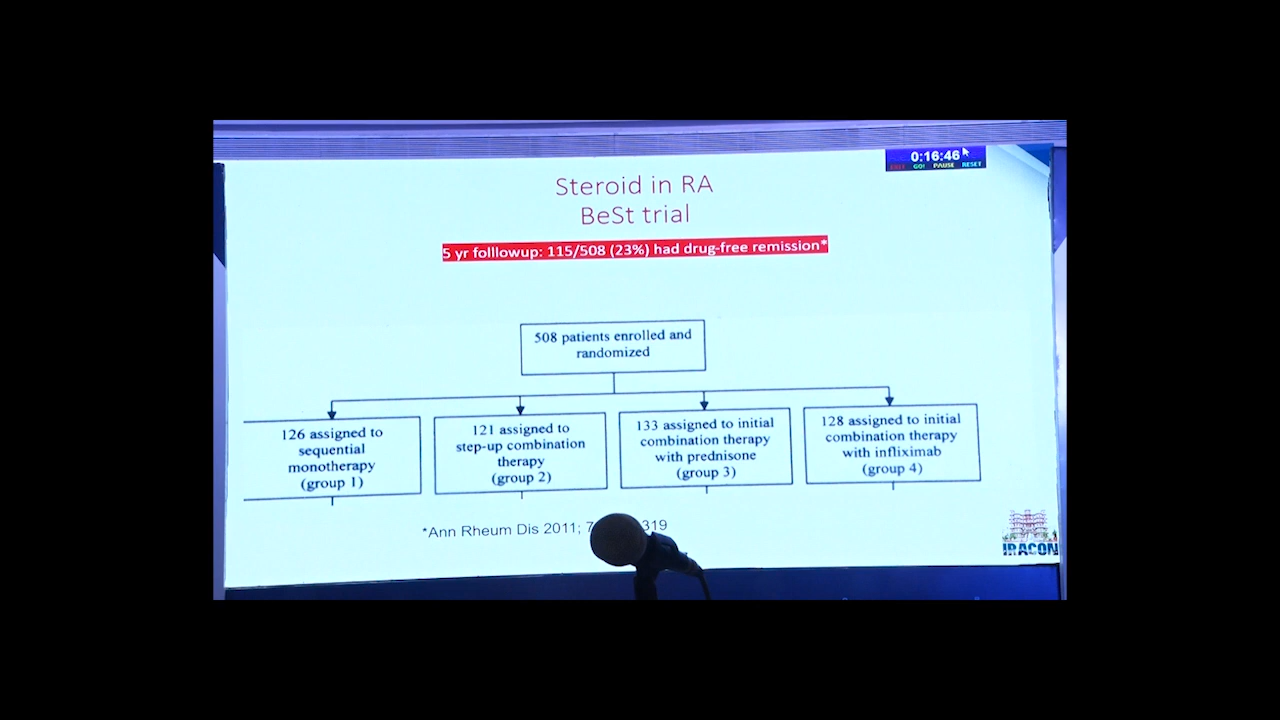 0:16:46
EXIT GO! PAUSE RESET
Steroid in RA
BeSt trial
5 yr folllowup: 115/508 (23%) had drug-free remission*
508 patients enrolled and
randomized
126 assigned to
sequential
monotherapy
(group 1)
121 assigned to
step-up combination
therapy
(group 2)
133 assigned to initial
combination therapy
with prednisone
(group 3)
128 assigned to initial
combination therapy
with infliximab
(group 4)
*Ann Rheum Dis 2011; 7 319
IRACON